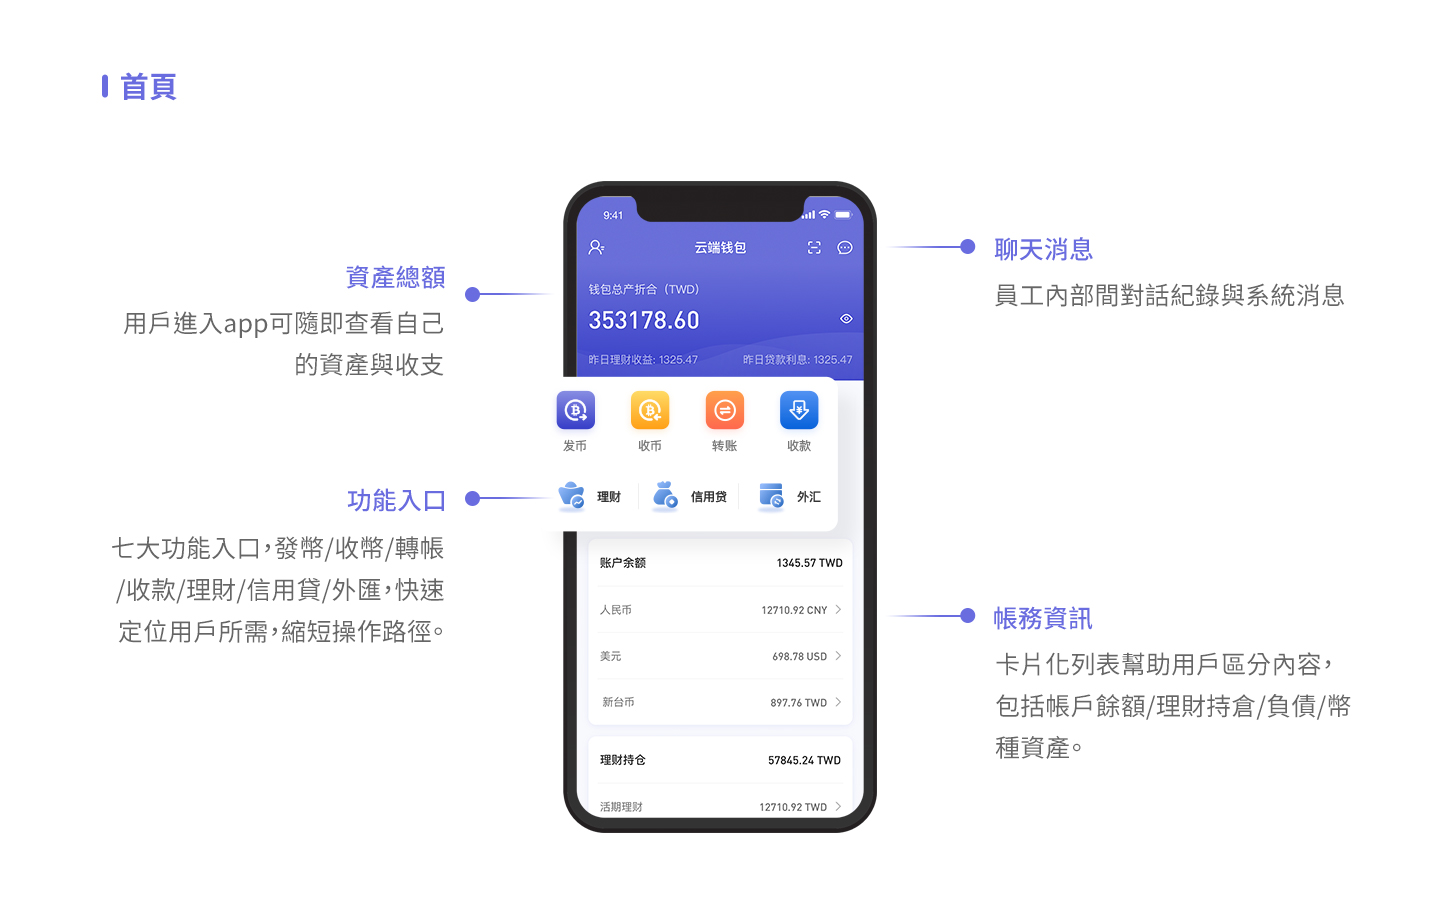 首頁
資產總額
用戶進入app可隨即查看自己
的資產與收支
功能入口
七大功能入口，發幣/收幣/轉帳
/收款/理財/信用貸/外匯，快速
定位用戶所需，縮短操作路徑。
9:41
云端钱包
钱包总产折合（TWD）
353178.60
昨日理财收益: 1325.47
昨日贷款利息: 1325.47
发币
收币
转账
收款
理财
信用贷
外汇
账户余额
1345.57 TWD
人民币
12710.92 CNY
美元
698.78 USD
新台币
897.76 TWD
理财持仓
57845.24 TWD
活期理财
12710.92 TWD
聊天消息
員工內部間對話紀錄與系統消息
帳務資訊
卡片化列表幫助用戶區分內容，
包括帳戶餘額/理財持倉/負債/幣
種資產。